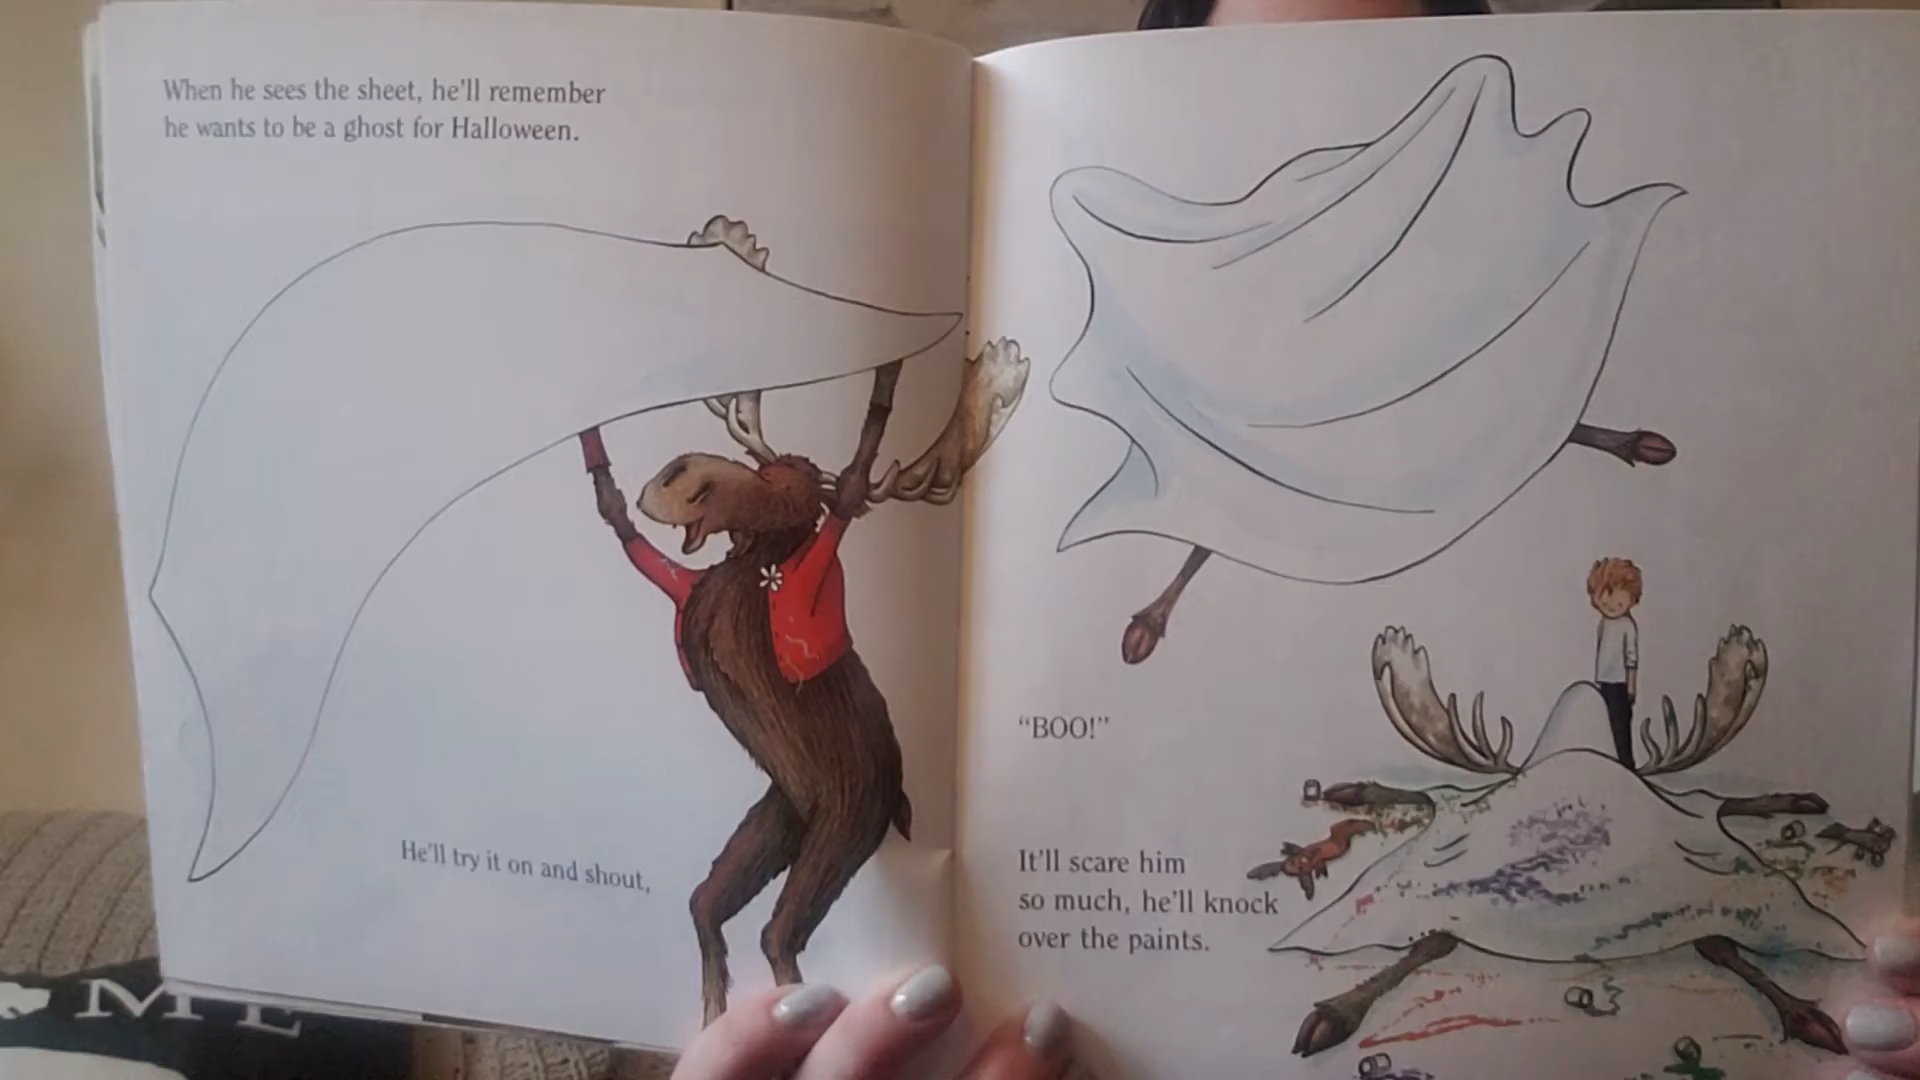 When he sees the sheet, he'll remember
he wants to be a ghost for Halloween.
He'll try it on and shout,
“BOO!”
It'll scare him
so much, he'll knock
over the paints.